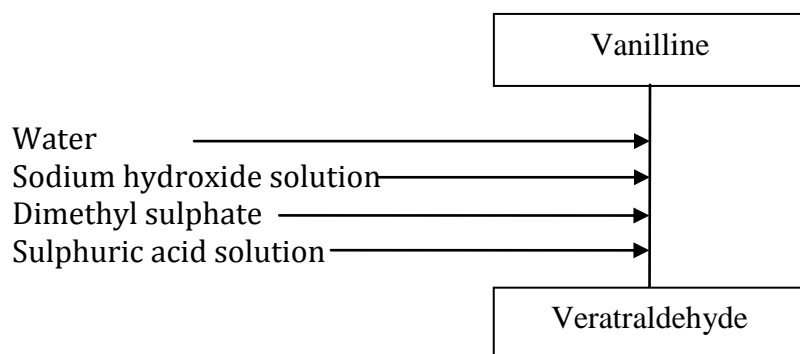 Vanilline
Water
Sodium hydroxide solution
Dimethyl sulphate
Sulphuric acid solution
Veratraldehyde